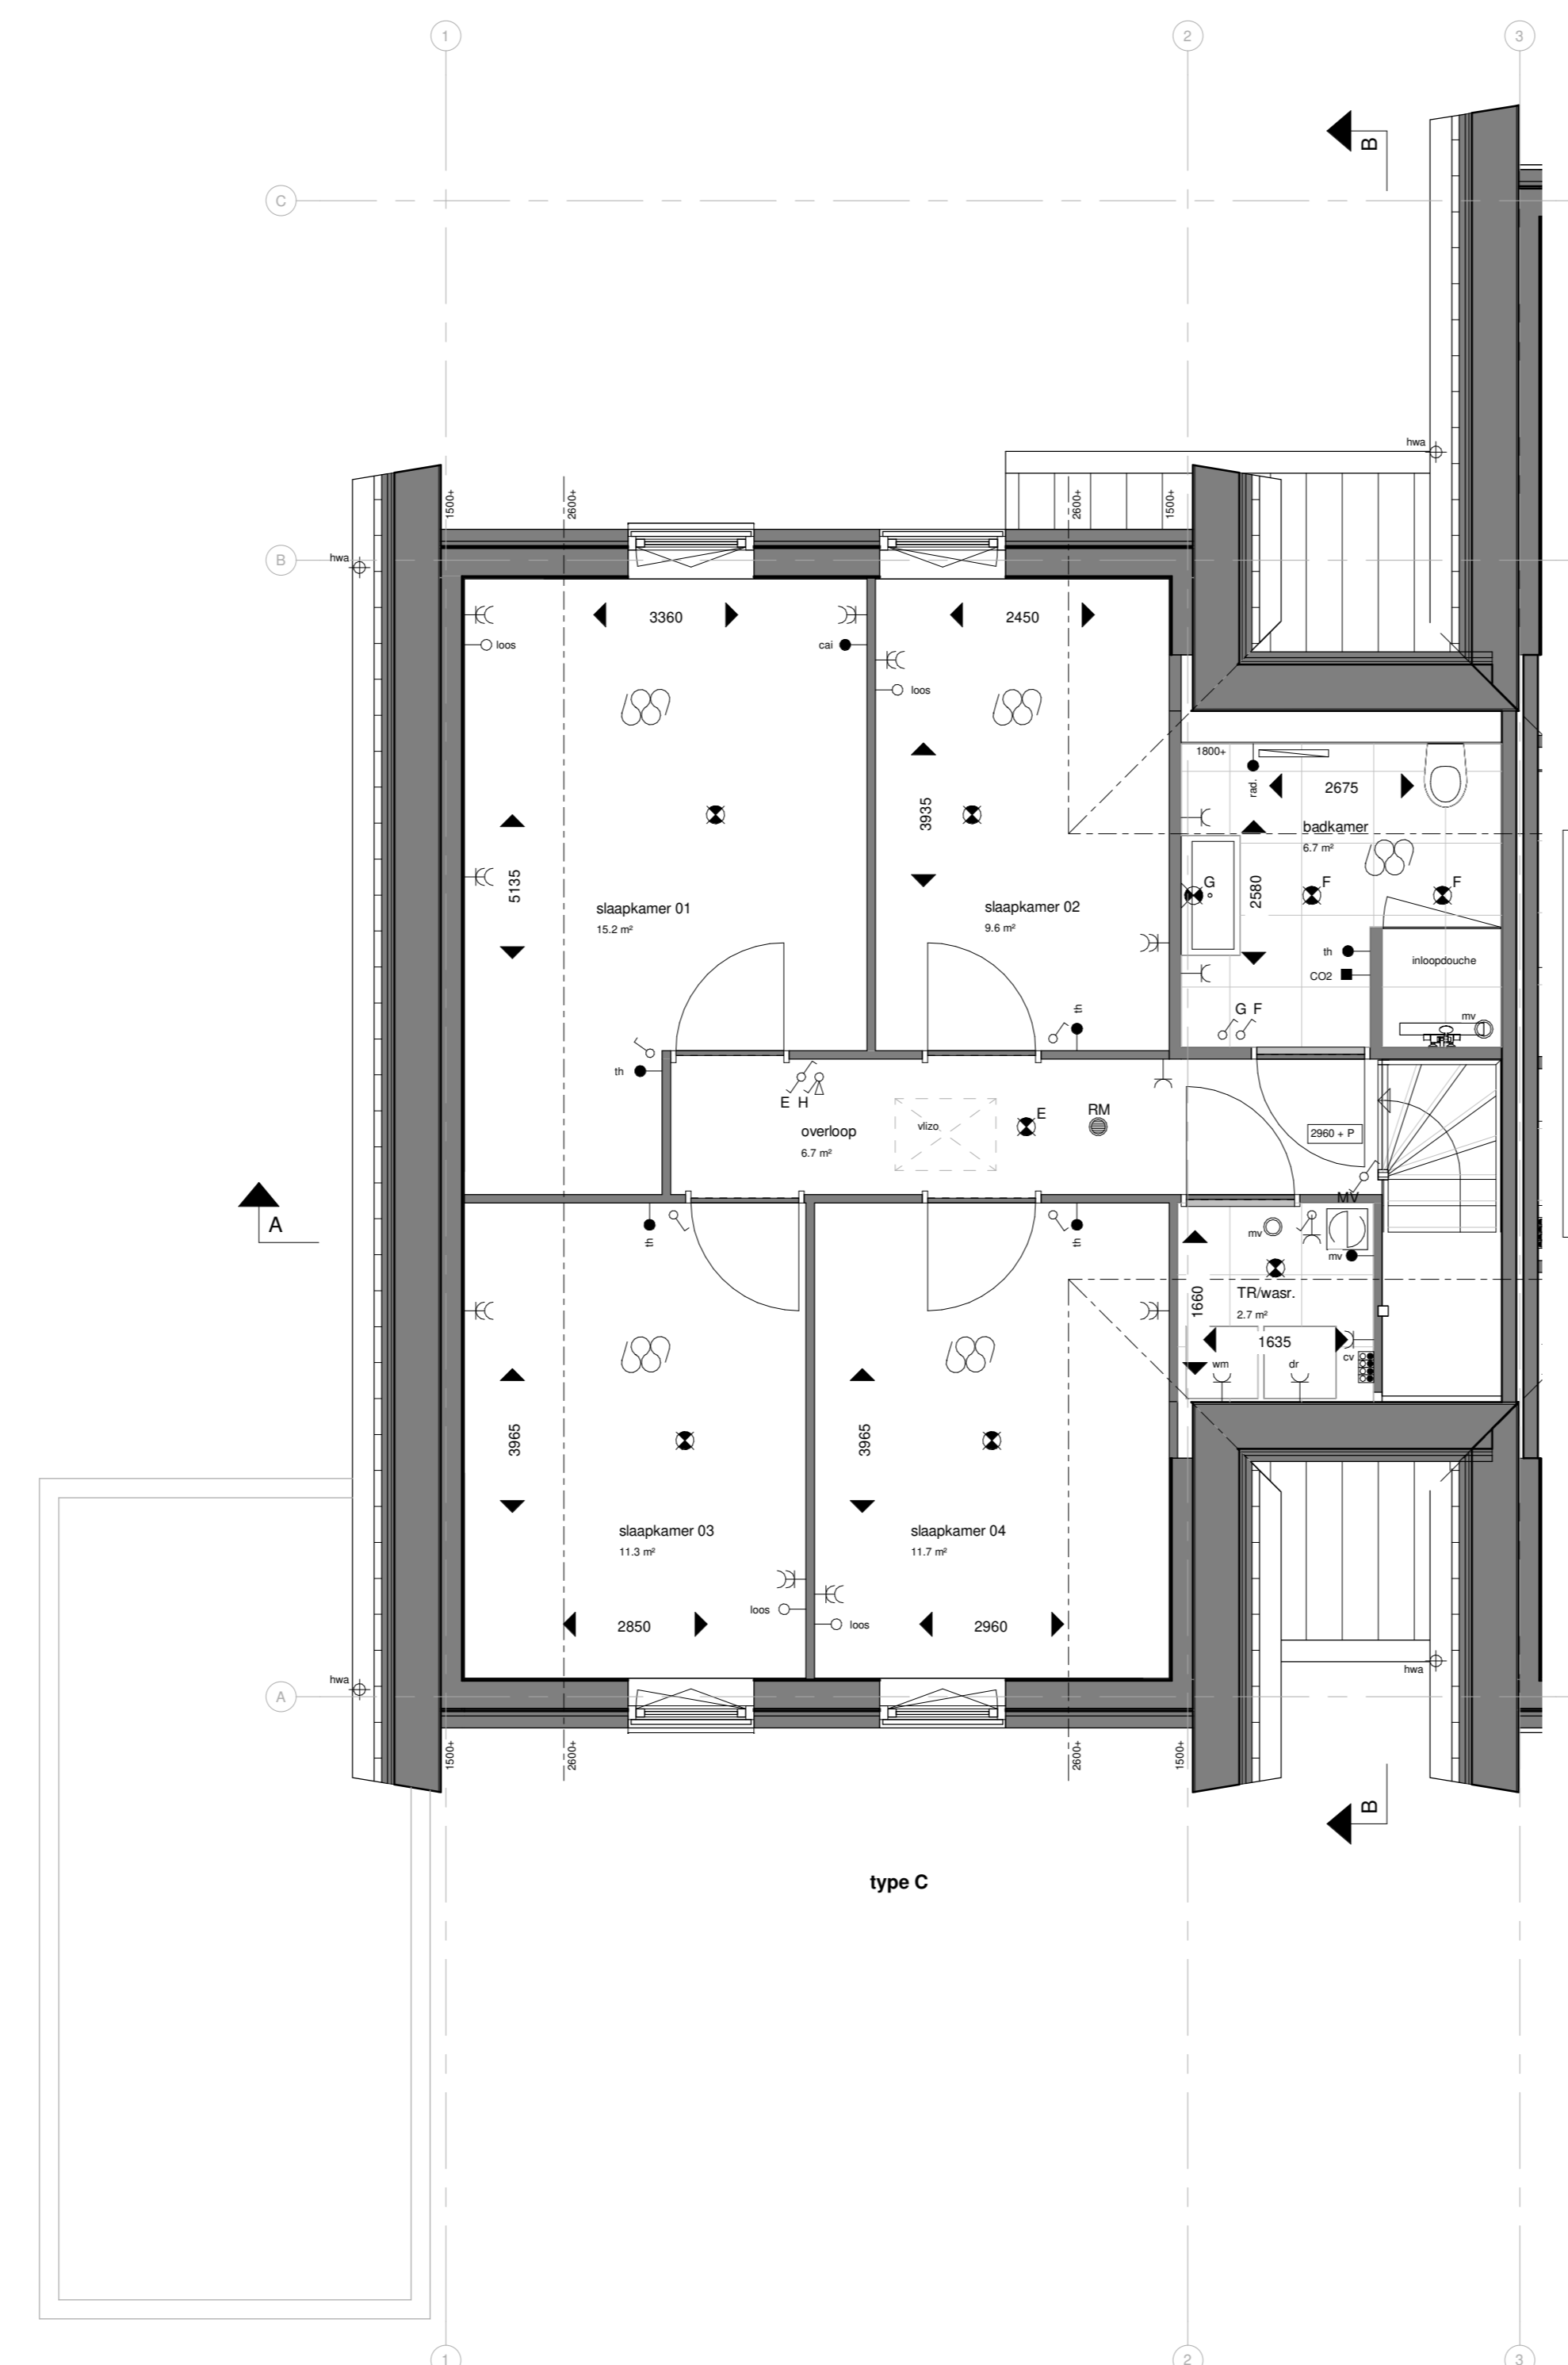 1
2
3
B
C
hwa
1500+
2600+
2600+
1500+
B
hwa
3360
2450
loos
cai
loos
1800+
rad.
2675
3935
badkamer
6.7 m²
5135
G
2580
F
F
slaapkamer 01
15.2 m²
slaapkamer 02
9.6 m²
th
CO2
inloopdouche
G F
mv
th
th
E H
overloop
6.7 m²
vlizo
E
RM
2960 + P
A
MV
th
th
mv
mv
1660
TR/wasr.
2.7 m²
1635
wm
dr
cv
3965
3965
slaapkamer 03
11.3 m²
slaapkamer 04
11.7 m²
loos
loos
2850
2960
hwa
hwa
A
1500+
2600+
2600+
1500+
B
type C
1
2
3